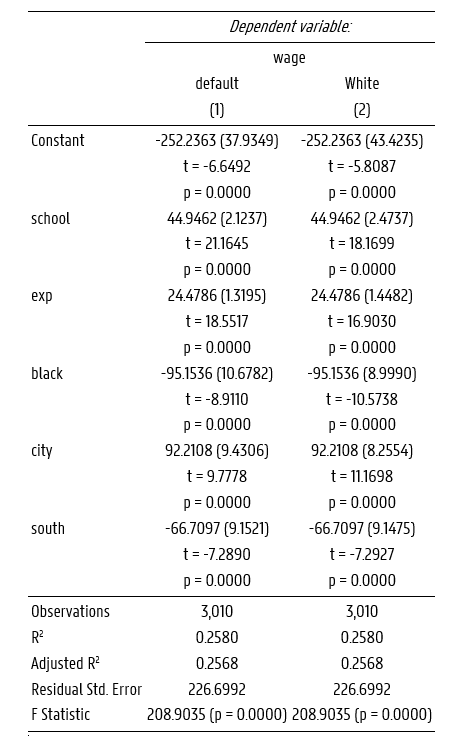 Dependent variable:
wage
default White
(1) (2)
Constant -252.2363 (37.9349) -252.2363 (43.4235)
t = -6.6492 t = -5.8087
p = 0.0000 p = 0.0000
school 44.9462 (2.1237) 44.9462 (2.4737)
t = 21.1645 t = 18.1699
p = 0.0000 p = 0.0000
exp 24.4786 (1.3195) 24.4786 (1.4482)
t = 18.5517 t = 16.9030
p = 0.0000 p = 0.0000
black -95.1536 (10.6782) -95.1536 (8.9990)
t = -8.9110 t = -10.5738
p = 0.0000 p = 0.0000
city 92.2108 (9.4306) 92.2108 (8.2554)
t = 9.7778 t = 11.1698
p = 0.0000 p = 0.0000
south -66.7097 (9.1521) -66.7097 (9.1475)
t = -7.2890 t = -7.2927
p = 0.0000 p = 0.0000
Observations 3,010 3,010
R² 0.2580 0.2580
Adjusted R² 0.2568 0.2568
Residual Std. Error 226.6992 226.6992
F Statistic 208.9035 (p = 0.0000) 208.9035 (p = 0.0000)